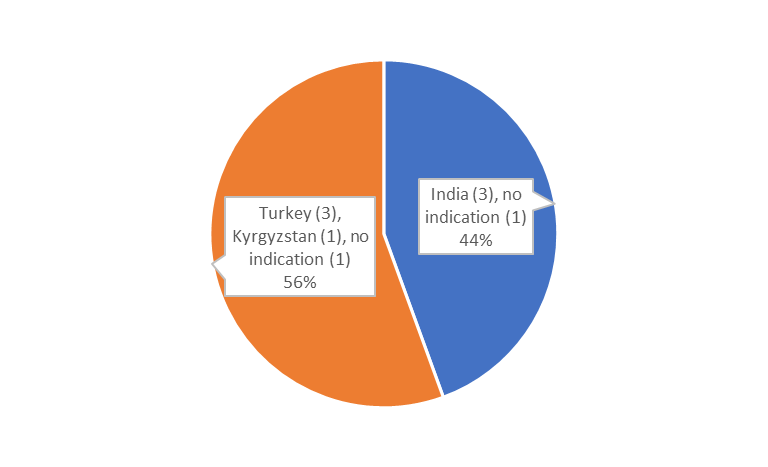 India (3), no
indication (1)
44%
Turkey (3),
Kyrgyzstan (1), no
indication (1)
56%